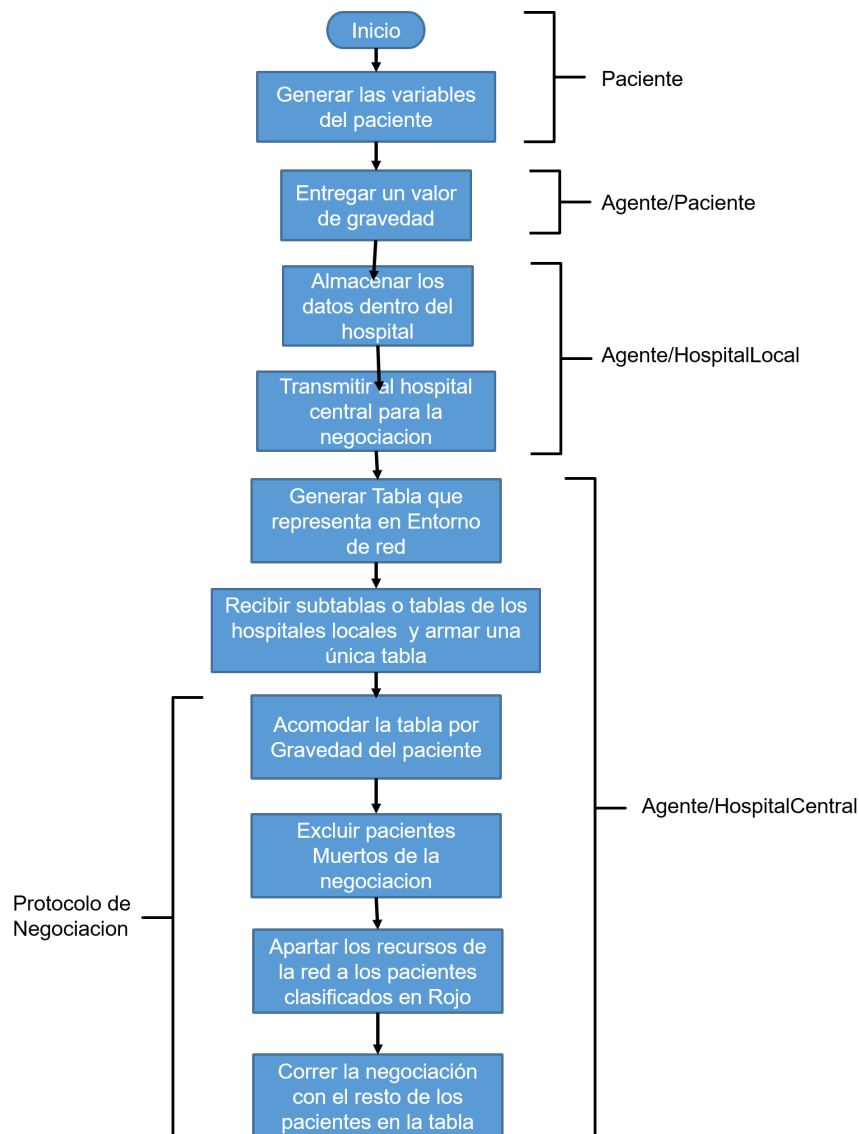 Inicio
Generar las variables
del paciente
Paciente
Entregar un valor
de gravedad
Agente/Paciente
Almacenar los
datos dentro del
hospital
Transmitir al hospital
central para la
negociacion
Agente/HospitalLocal
Generar Tabla que
representa en Entorno
de red
Recibir subtablas o tablas de los
hospitales locales y armar una
única tabla
Acomodar la tabla por
Gravedad del paciente
Excluir pacientes
Muertos de la
negociacion
Apartar los recursos de
la red a los pacientes
clasificados en Rojo
Correr la negociación
con el resto de los
pacientes en la tabla
Agente/HospitalCentral
Protocolo de
Negociacion